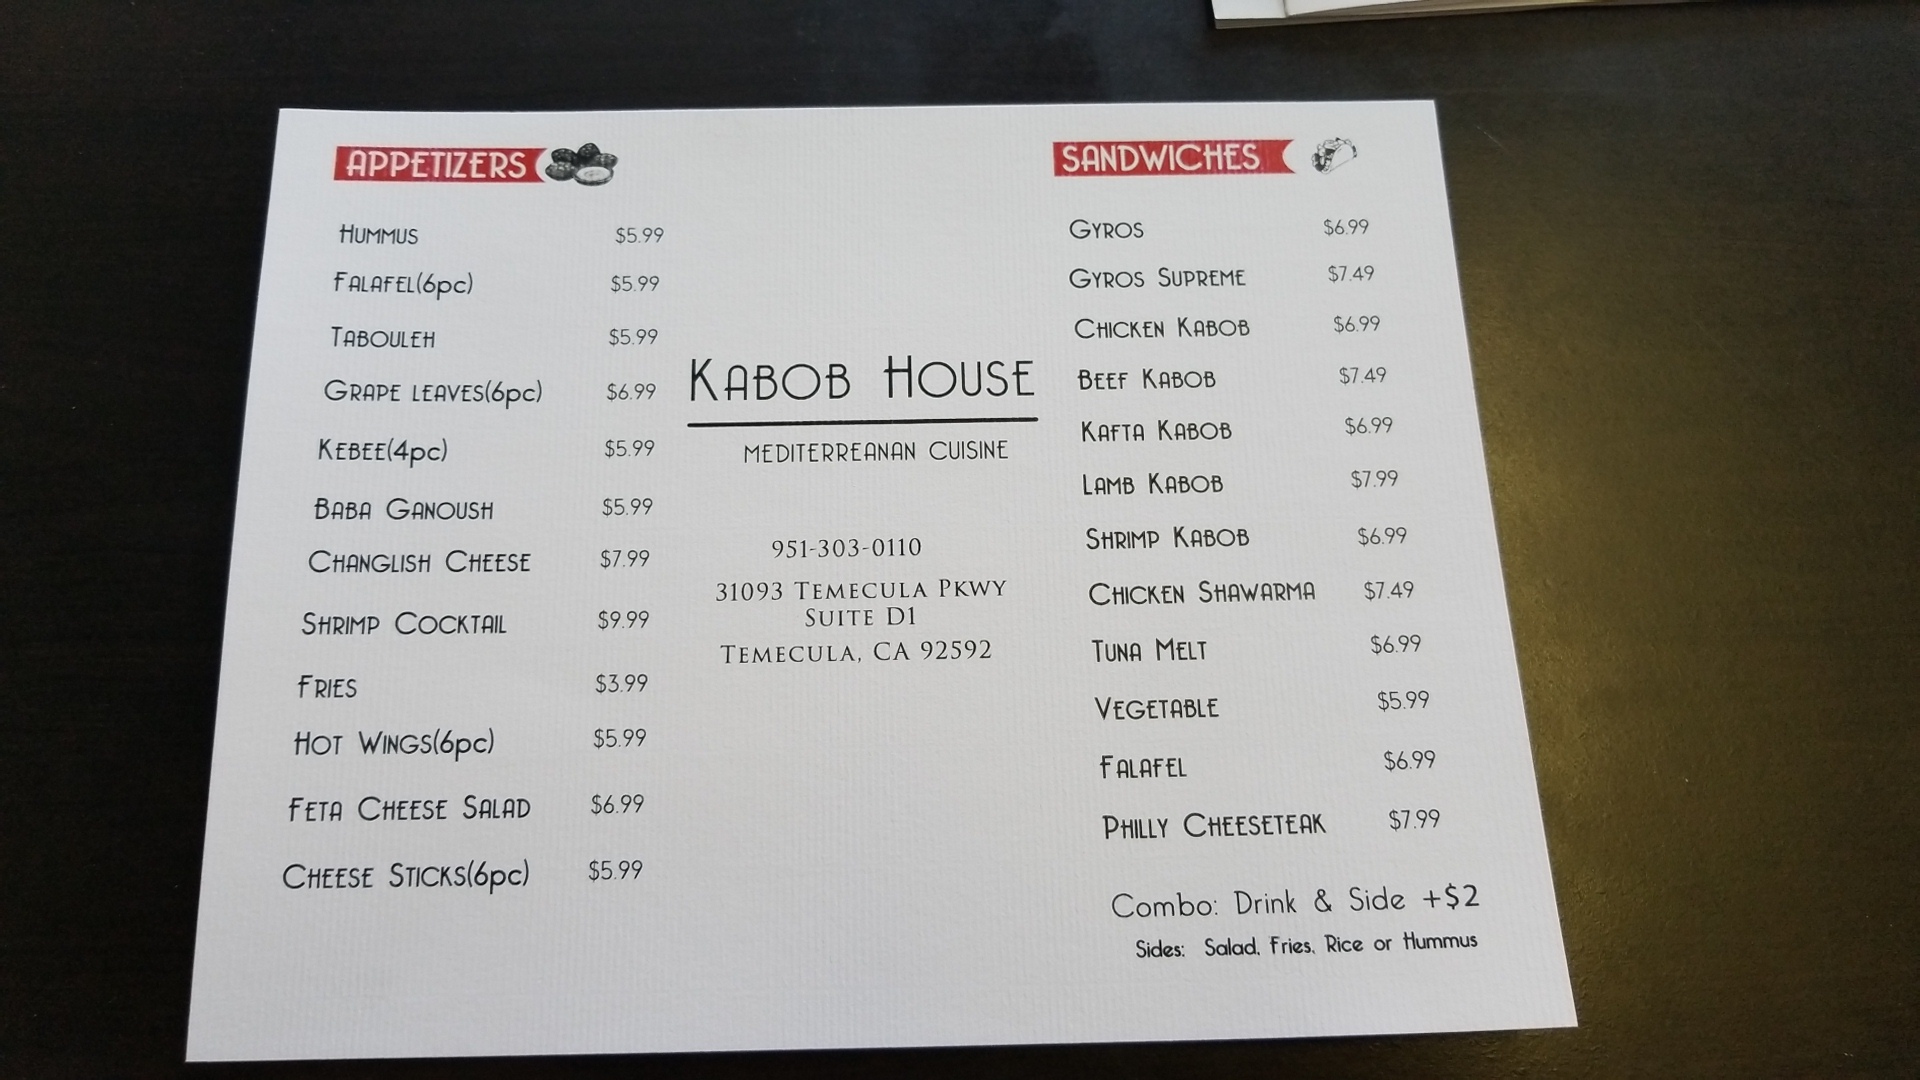 APPETIZERS
HUMMUS $5.99
FALAFEL(6pc) $5.99
TABOULEH $5.99
GRAPE LEAVES(6pc) $6.99
KEBEE(4pc) $5.99
BABA GANOUSH $5.99
CHANGLISH CHEESE $7.99
SHRIMP COCKTAIL $9.99
FRIES $3.99
HOT WINGS(6pc) $5.99
FETA CHEESE SALAD $6.99
CHEESE STICKS(6pc) $5.99
KABOB HOUSE
MEDITERREANAN CUISINE
951-303-0110
31093 TEMECULA PKWY
SUITE D1
TEMECULA, CA 92592
SANDWICHES
GYROS $6.99
GYROS SUPREME $7.49
CHICKEN KABOB $6.99
BEEF KABOB $7.49
KAFTA KABOB $6.99
LAMB KABOB $7.99
SHRIMP KABOB $6.99
CHICKEN SHAWARMA $7.49
TUNA MELT $6.99
VEGETABLE $5.99
FALAFEL $6.99
PHILLY CHEESETEAK $7.99
Combo: Drink & Side +$2
Sides: Salad, Fries, Rice or Hummus